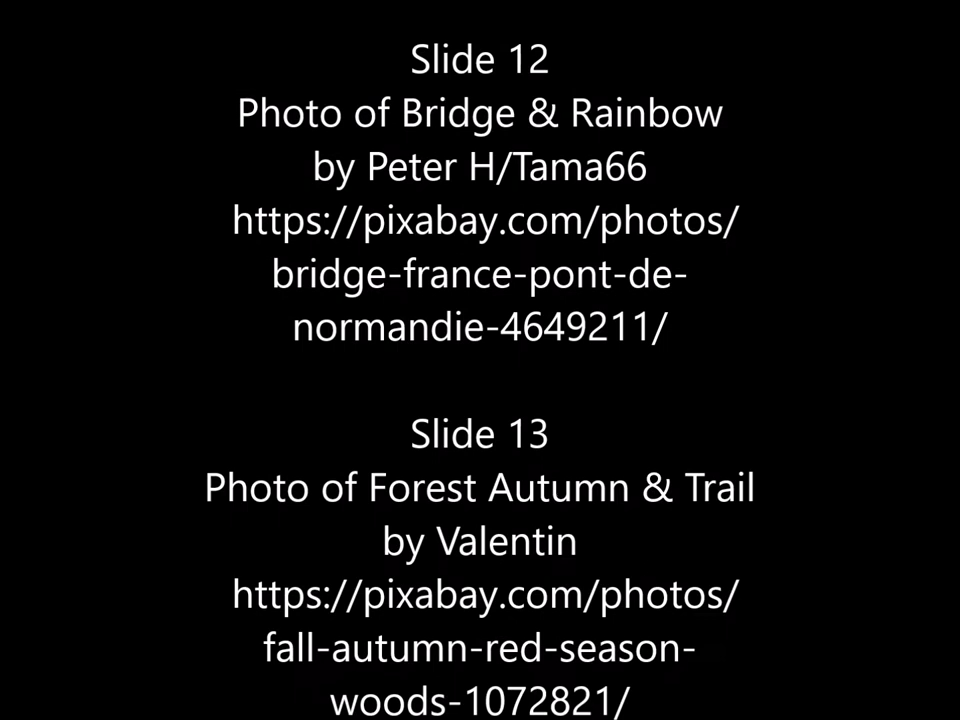 Slide 12
Photo of Bridge & Rainbow
by Peter H/Tama66
https://pixabay.com/photos/
bridge-france-pont-de-
normandie-4649211/
Slide 13
Photo of Forest Autumn & Trail
by Valentin
https://pixabay.com/photos/
fall-autumn-red-season-
woods-1072821/